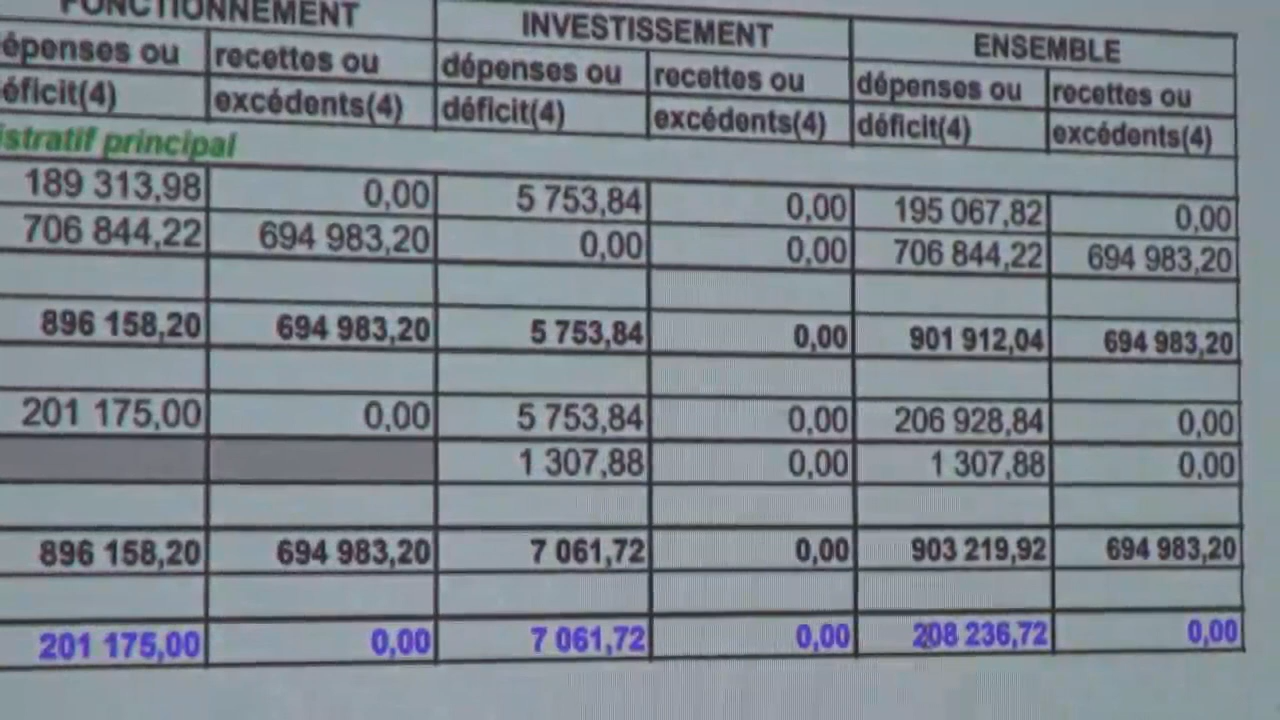 FONCTIONNEMENT INVESTISSEMENT ENSEMBLE
épenses ou recettes ou dépenses ou recettes ou dépenses ou recettes ou
éficit(4) excédents(4) déficit(4) excédents(4) déficit(4) excédents(4)
istratif principal
189 313,98 0,00 5 753,84 0,00 195 067,82 0,00
706 844,22 694 983,20 0,00 0,00 706 844,22 694 983,20
896 158,20 694 983,20 5 753,84 0,00 901 912,04 694 983,20
201 175,00 0,00 5 753,84 0,00 206 928,84 0,00
1 307,88 0,00 1 307,88 0,00
896 158,20 694 983,20 7 061,72 0,00 903 219,92 694 983,20
201 175,00 0,00 7 061,72 0,00 208 236,72 0,00